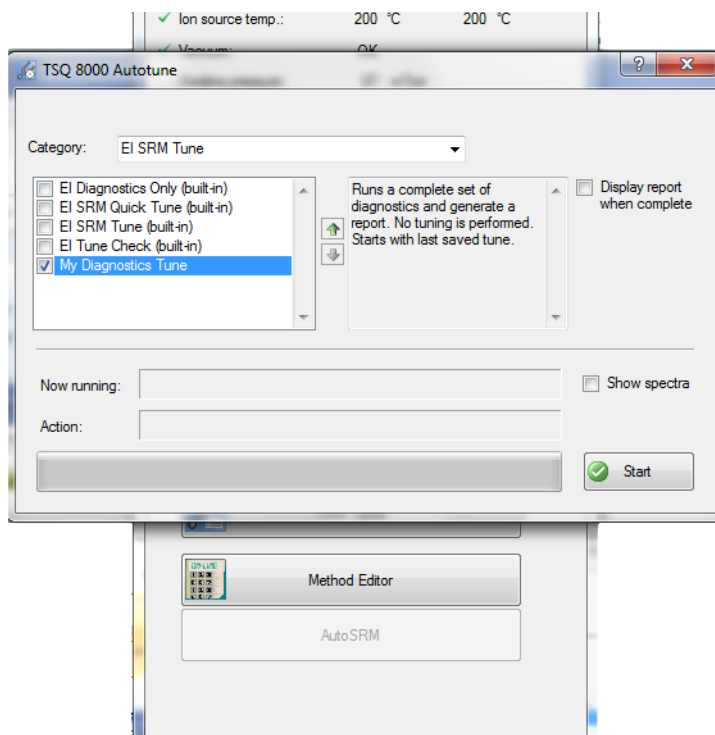 Ion source temp.: 200 °C 200 °C
Vacuum: OK
TSQ 8000 Autotune
Category: EI SRM Tune
EI Diagnostics Only (built-in)
EI SRM Quick Tune (built-in)
EI SRM Tune (built-in)
EI Tune Check (built-in)
My Diagnostics Tune
Runs a complete set of
diagnostics and generate a
report. No tuning is performed.
Starts with last saved tune.
Display report
when complete
Now running:
Show spectra
Action:
Start
Method Editor
AutoSRM